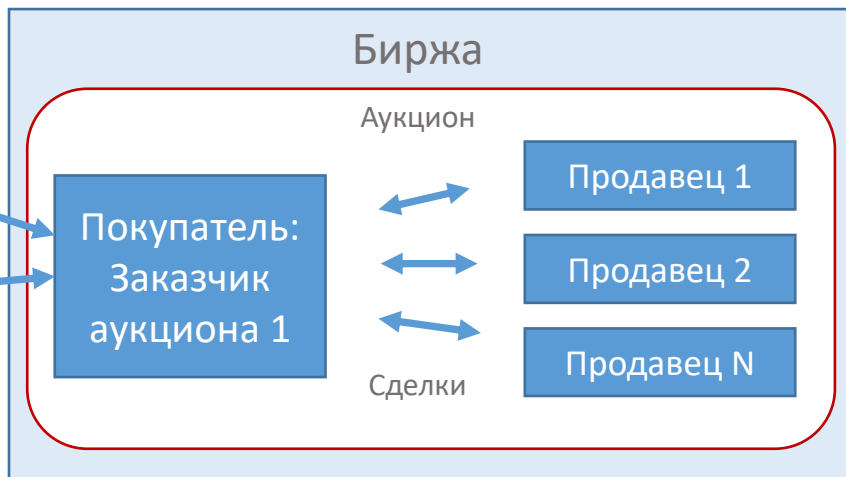 Биржа
Аукцион
Покупатель:
Заказчик
аукциона 1
Продавец 1
Продавец 2
Продавец N
Сделки